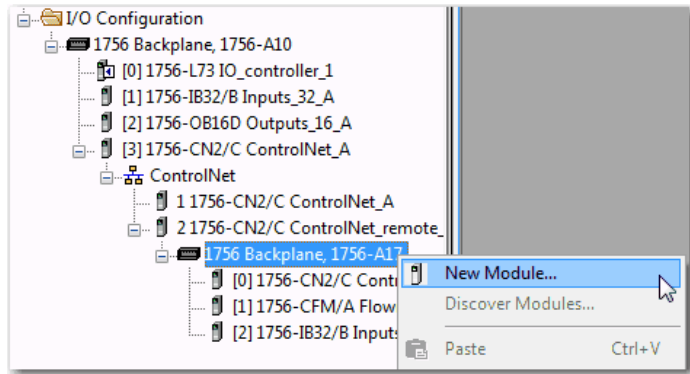 I/O Configuration
1756 Backplane, 1756-A10
[0] 1756-L73 IO_controller_1
[1] 1756-IB32/B Inputs_32_A
[2] 1756-OB16D Outputs_16_A
[3] 1756-CN2/C ControlNet_A
ControlNet
1 1756-CN2/C ControlNet_A
2 1756-CN2/C ControlNet_remote_
1756 Backplane, 1756-A17
[0] 1756-CN2/C Cont
[1] 1756-CFM/A Flow
[2] 1756-IB32/B Inputs
New Module...
Discover Modules...
Paste Ctrl+V